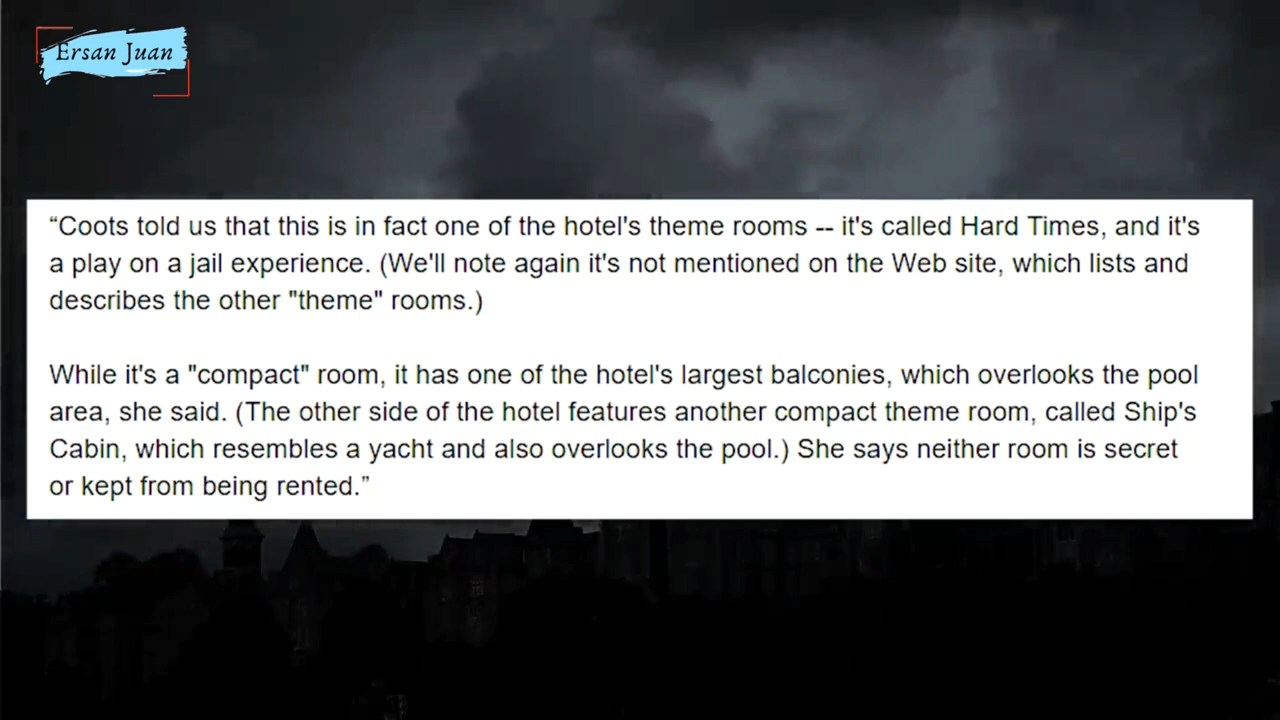 Ersan Juan
“Coots told us that this is in fact one of the hotel's theme rooms -- it's called Hard Times, and it's
a play on a jail experience. (We'll note again it's not mentioned on the Web site, which lists and
describes the other "theme" rooms.)
While it's a "compact" room, it has one of the hotel's largest balconies, which overlooks the pool
area, she said. (The other side of the hotel features another compact theme room, called Ship's
Cabin, which resembles a yacht and also overlooks the pool.) She says neither room is secret
or kept from being rented.”